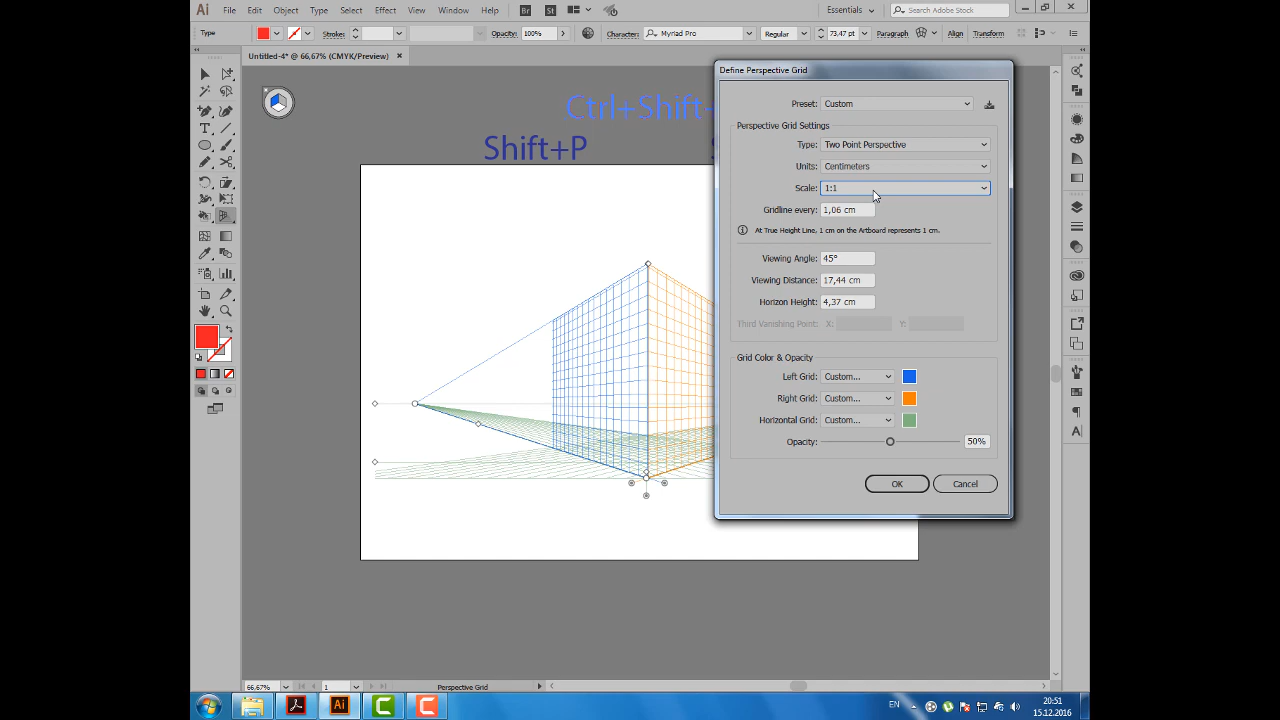 Ai File Edit Object Type Select Effect View Window Help Br St Essentials Search Adobe Stock
Type Stroke: Opacity: 100% Character: Myriad Pro Regular 73.47 pt Paragraph Align Transform
Untitled-4* @ 66,67% (CMYK/Preview)
Define Perspective Grid
Ctrl+Shift+
Shift+P
Preset: Custom
Perspective Grid Settings
Type: Two Point Perspective
Units: Centimeters
Scale: 1:1
Gridline every: 1,06 cm
At True Height Line, 1 cm on the Artboard represents 1 cm.
Viewing Angle: 45°
Viewing Distance: 17,44 cm
Horizon Height: 4,37 cm
Third Vanishing Point: X: Y:
Grid Color & Opacity
Left Grid: Custom...
Right Grid: Custom...
Horizontal Grid: Custom...
Opacity: 50%
OK Cancel
66,67% 1 Perspective Grid
Ai C C EN 20:51
15.12.2016